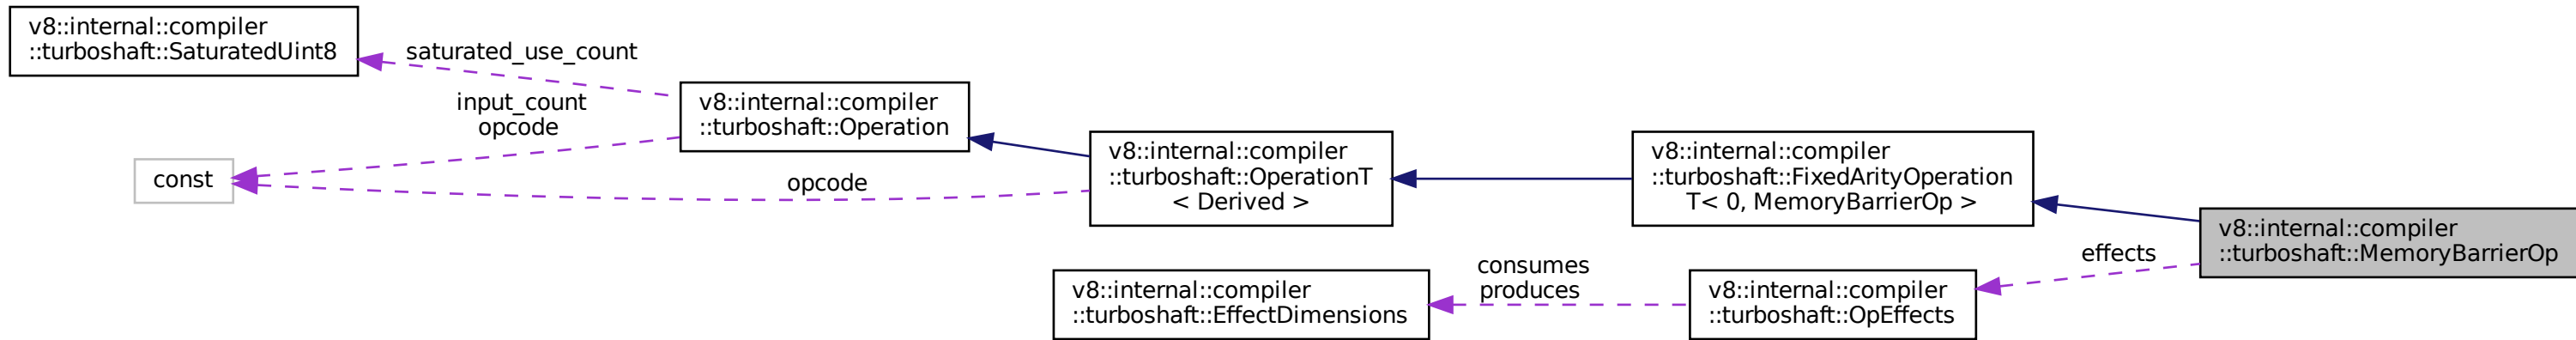 v8::internal::compiler
::turboshaft::SaturatedUint8
saturated_use_count
input_count
opcode
const
v8::internal::compiler
::turboshaft::Operation
opcode
v8::internal::compiler
::turboshaft::OperationT
< Derived >
v8::internal::compiler
::turboshaft::FixedArityOperation
T< 0, MemoryBarrierOp >
v8::internal::compiler
::turboshaft::EffectDimensions
consumes
produces
v8::internal::compiler
::turboshaft::OpEffects
effects
v8::internal::compiler
::turboshaft::MemoryBarrierOp